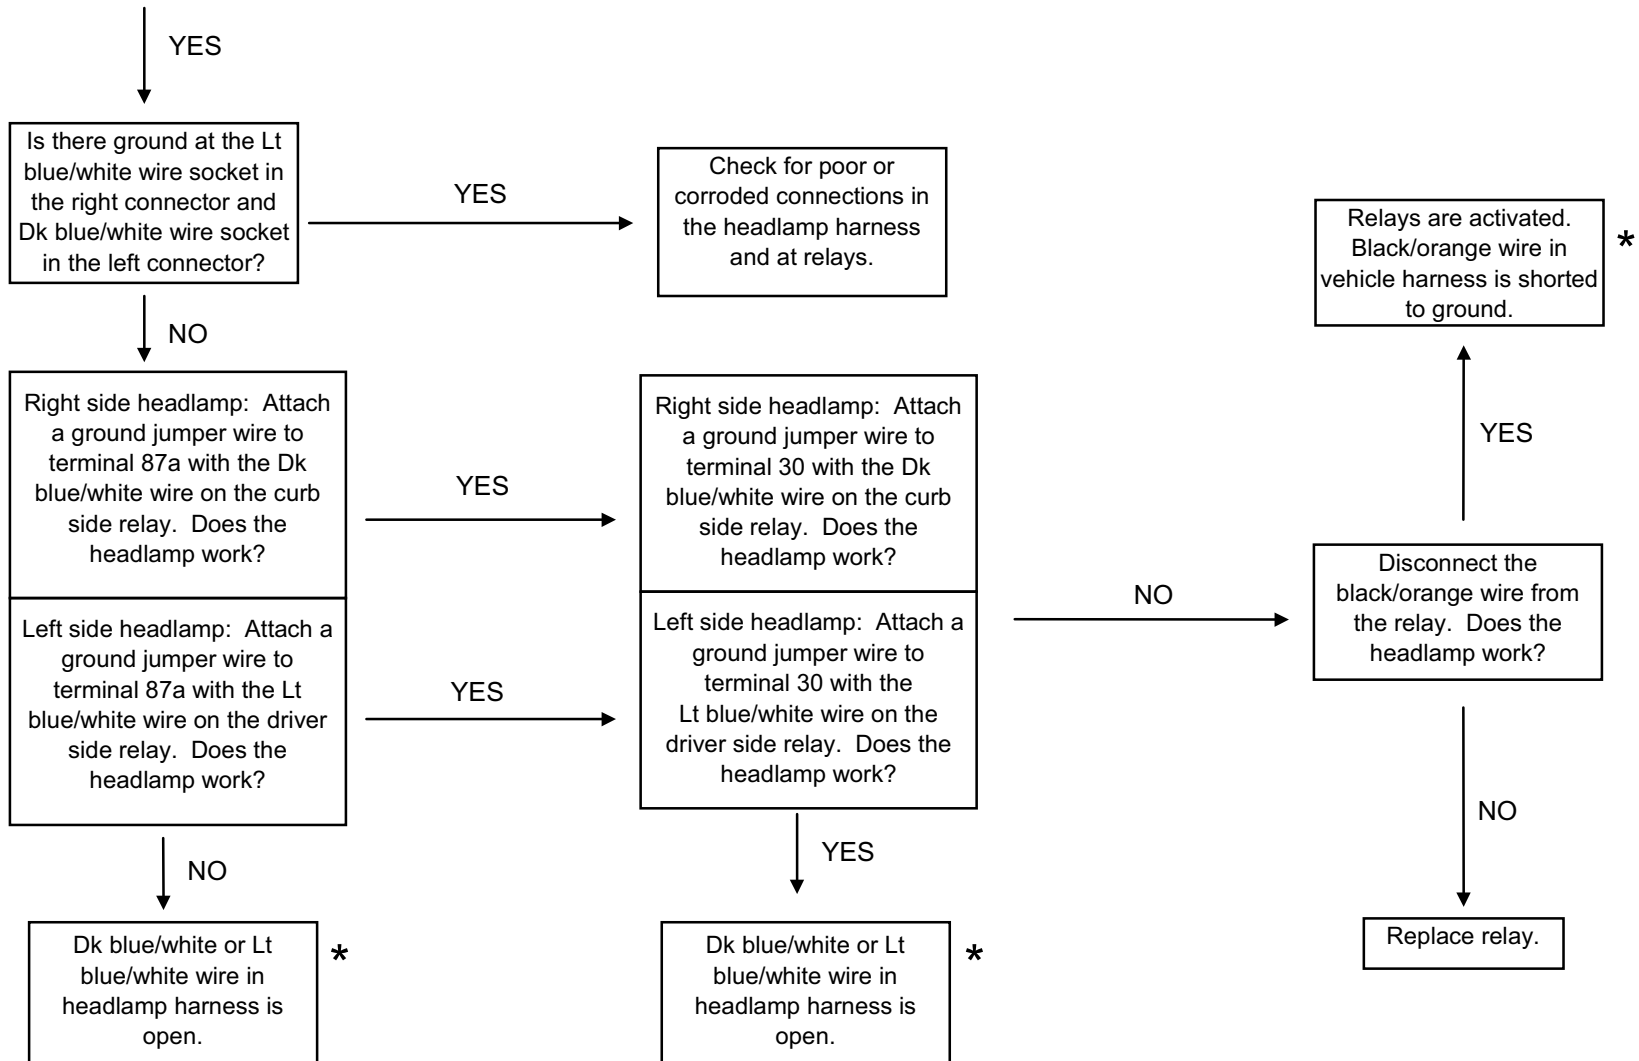 YES
Is there ground at the Lt
blue/white wire socket in
the right connector and
Dk blue/white wire socket
in the left connector?
YES
Check for poor or
corroded connections in
the headlamp harness
and at relays.
Relays are activated.
Black/orange wire in
vehicle harness is shorted
to ground.
*
NO
Right side headlamp:  Attach
a ground jumper wire to
terminal 87a with the Dk
blue/white wire on the curb
side relay.  Does the
headlamp work?
YES
Right side headlamp:  Attach
a ground jumper wire to
terminal 30 with the Dk
blue/white wire on the curb
side relay.  Does the
headlamp work?
YES
Left side headlamp:  Attach a
ground jumper wire to
terminal 87a with the Lt
blue/white wire on the driver
side relay.  Does the
headlamp work?
YES
Left side headlamp:  Attach a
ground jumper wire to
terminal 30 with the
Lt blue/white wire on the
driver side relay.  Does the
headlamp work?
NO
Disconnect the
black/orange wire from
the relay.  Does the
headlamp work?
NO
YES
NO
Dk blue/white or Lt
blue/white wire in
headlamp harness is
open.
*
Dk blue/white or Lt
blue/white wire in
headlamp harness is
open.
*
Replace relay.